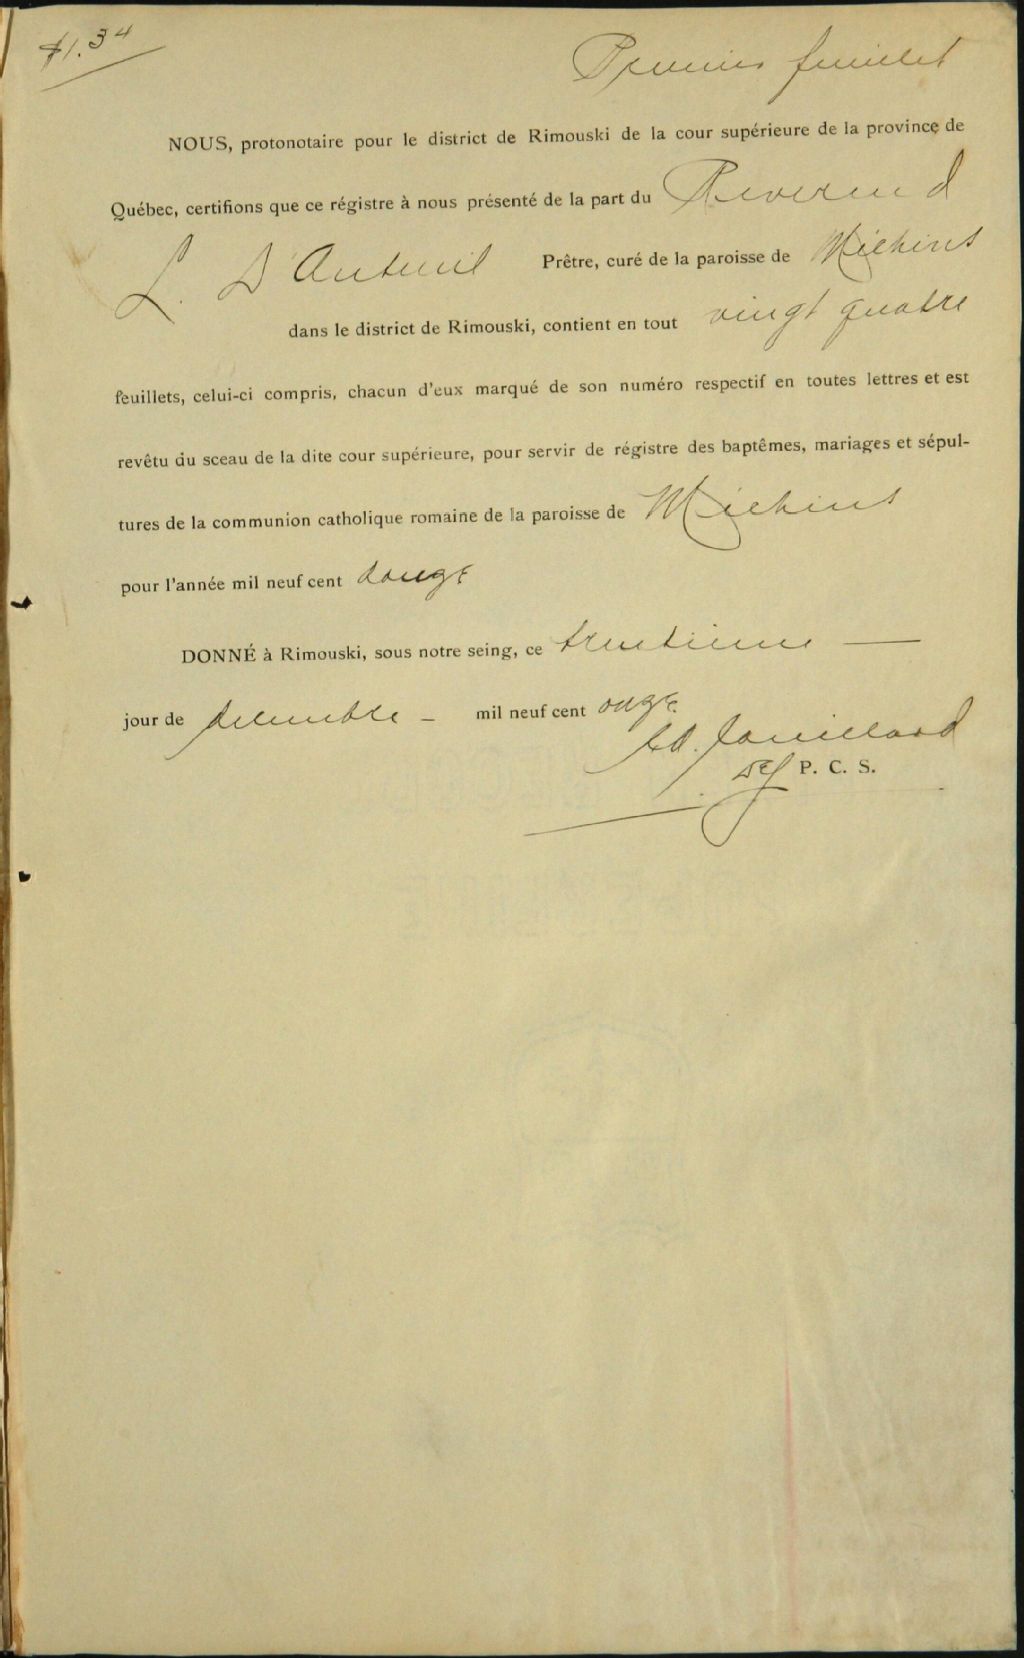 $1.34
Premier feuillet
NOUS, protonotaire pour le district de Rimouski de la cour supérieure de la province de
Québec, certifions que ce régistre à nous présenté de la part du Reverend
L. D'Auteuil Prêtre, curé de la paroisse de Méchins
dans le district de Rimouski, contient en tout vingt quatre
feuillets, celui-ci compris, chacun d'eux marqué de son numéro respectif en toutes lettres et est
revêtu du sceau de la dite cour supérieure, pour servir de régistre des baptêmes, mariages et sépul-
tures de la communion catholique romaine de la paroisse de Méchins
pour l'année mil neuf cent douze
DONNÉ à Rimouski, sous notre seing, ce trentieme
jour de decembre - mil neuf cent onze
P. C. S.